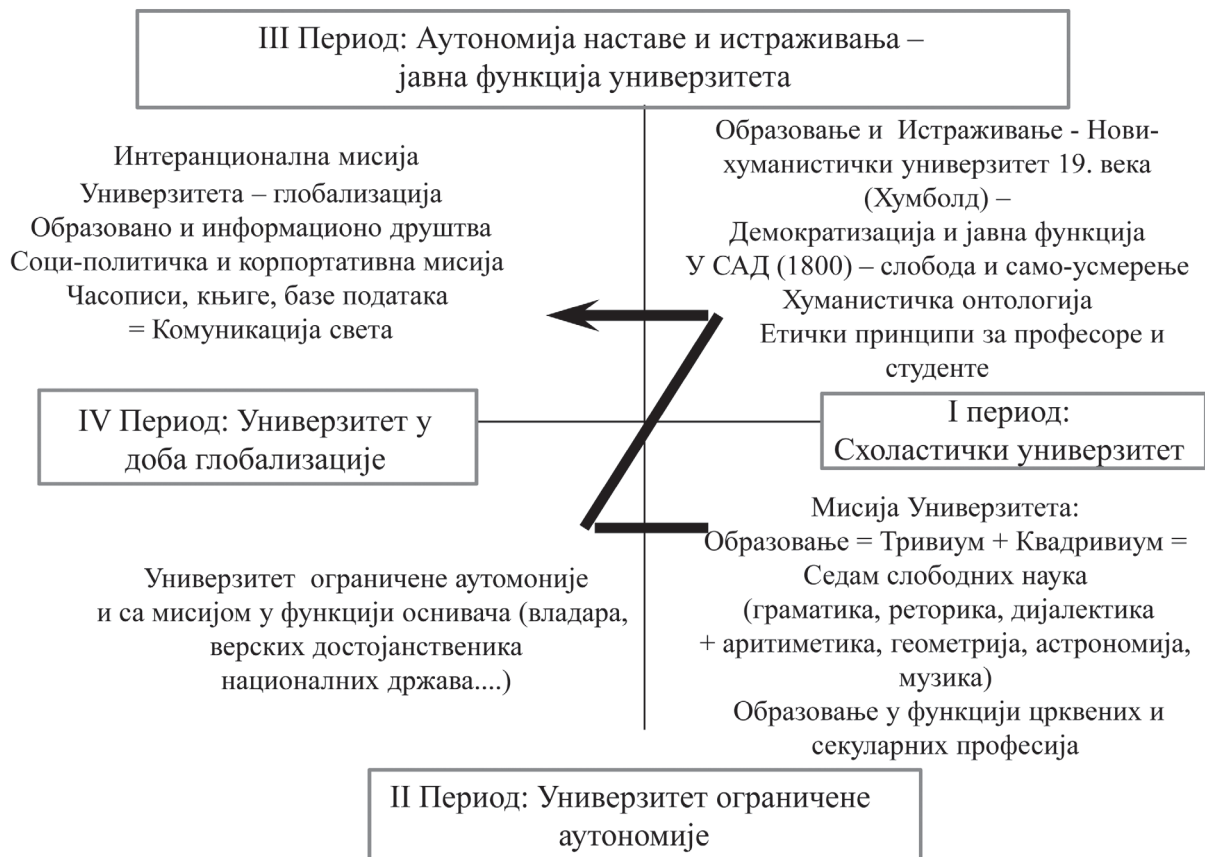 III Период: Аутономија наставе и истраживања –
јавна функција универзитета
Интеранционална мисија
Универзитета – глобализација
Образовано и информационо друштва
Соци-политичка и корпортативна мисија
Часописи, књиге, базе података
= Комуникација света
Образовање и Истраживање - Нови-
хуманистички универзитет 19. века
(Хумболд) –
Демократизација и јавна функција
У САД (1800) – слобода и само-усмерење
Хуманистичка онтологија
Етички принципи за професоре и
студенте
IV Период: Универзитет у
доба глобализације
I период:
Схоластички универзитет
Универзитет ограничене аутомоније
и са мисијом у функцији оснивача (владара,
верских достојанственика
националних држава....)
Мисија Универзитета:
Образовање = Тривиум + Квадривиум =
Седам слободних наука
(граматика, реторика, дијалектика
+ аритиметика, геометрија, астрономија,
музика)
Образовање у функцији црквених и
секуларних професија
II Период: Универзитет ограничене
аутономије